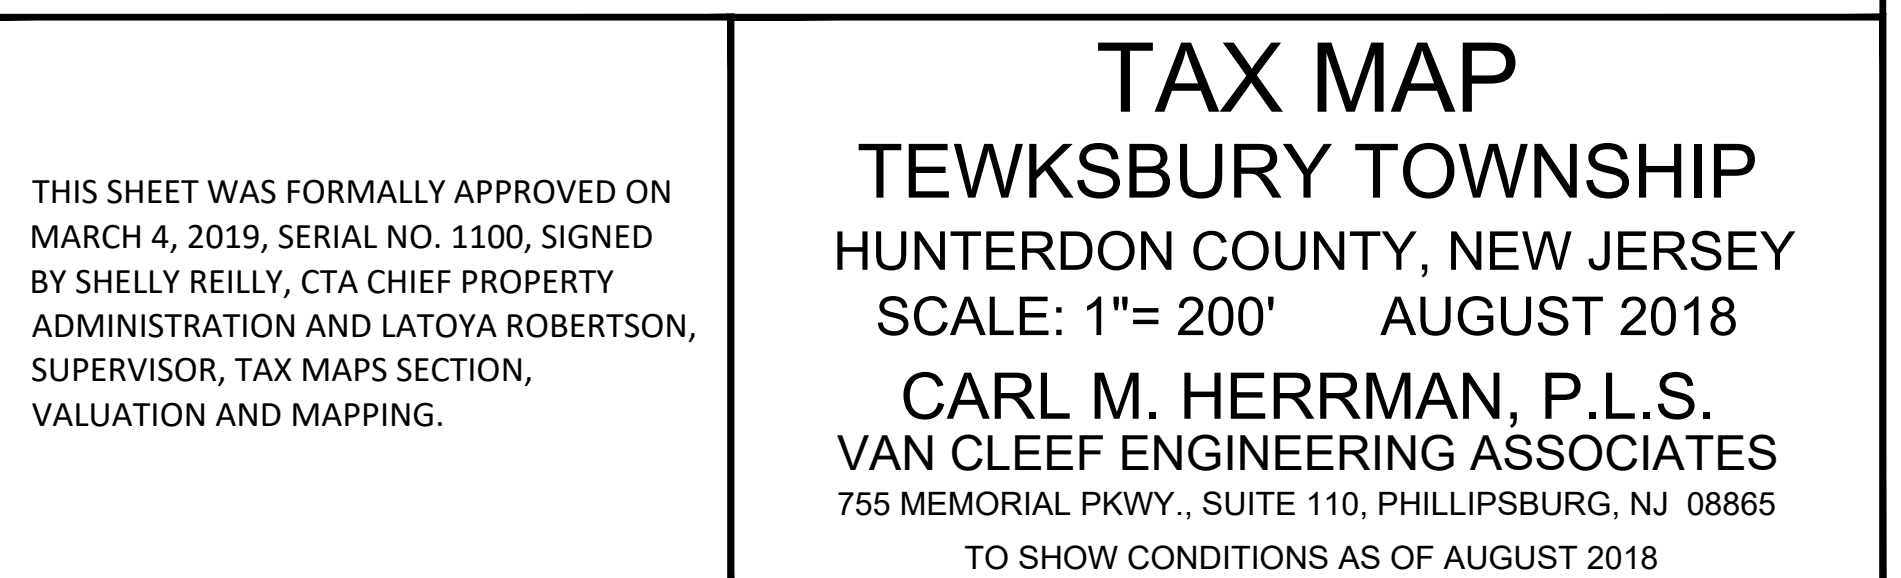 THIS SHEET WAS FORMALLY APPROVED ON
MARCH 4, 2019, SERIAL NO. 1100, SIGNED
BY SHELLY REILLY, CTA CHIEF PROPERTY
ADMINISTRATION AND LATOYA ROBERTSON,
SUPERVISOR, TAX MAPS SECTION,
VALUATION AND MAPPING.
TAX MAP
TEWKSBURY TOWNSHIP
HUNTERDON COUNTY, NEW JERSEY
SCALE: 1"= 200' AUGUST 2018
CARL M. HERRMAN, P.L.S.
VAN CLEEF ENGINEERING ASSOCIATES
755 MEMORIAL PKWY., SUITE 110, PHILLIPSBURG, NJ 08865
TO SHOW CONDITIONS AS OF AUGUST 2018